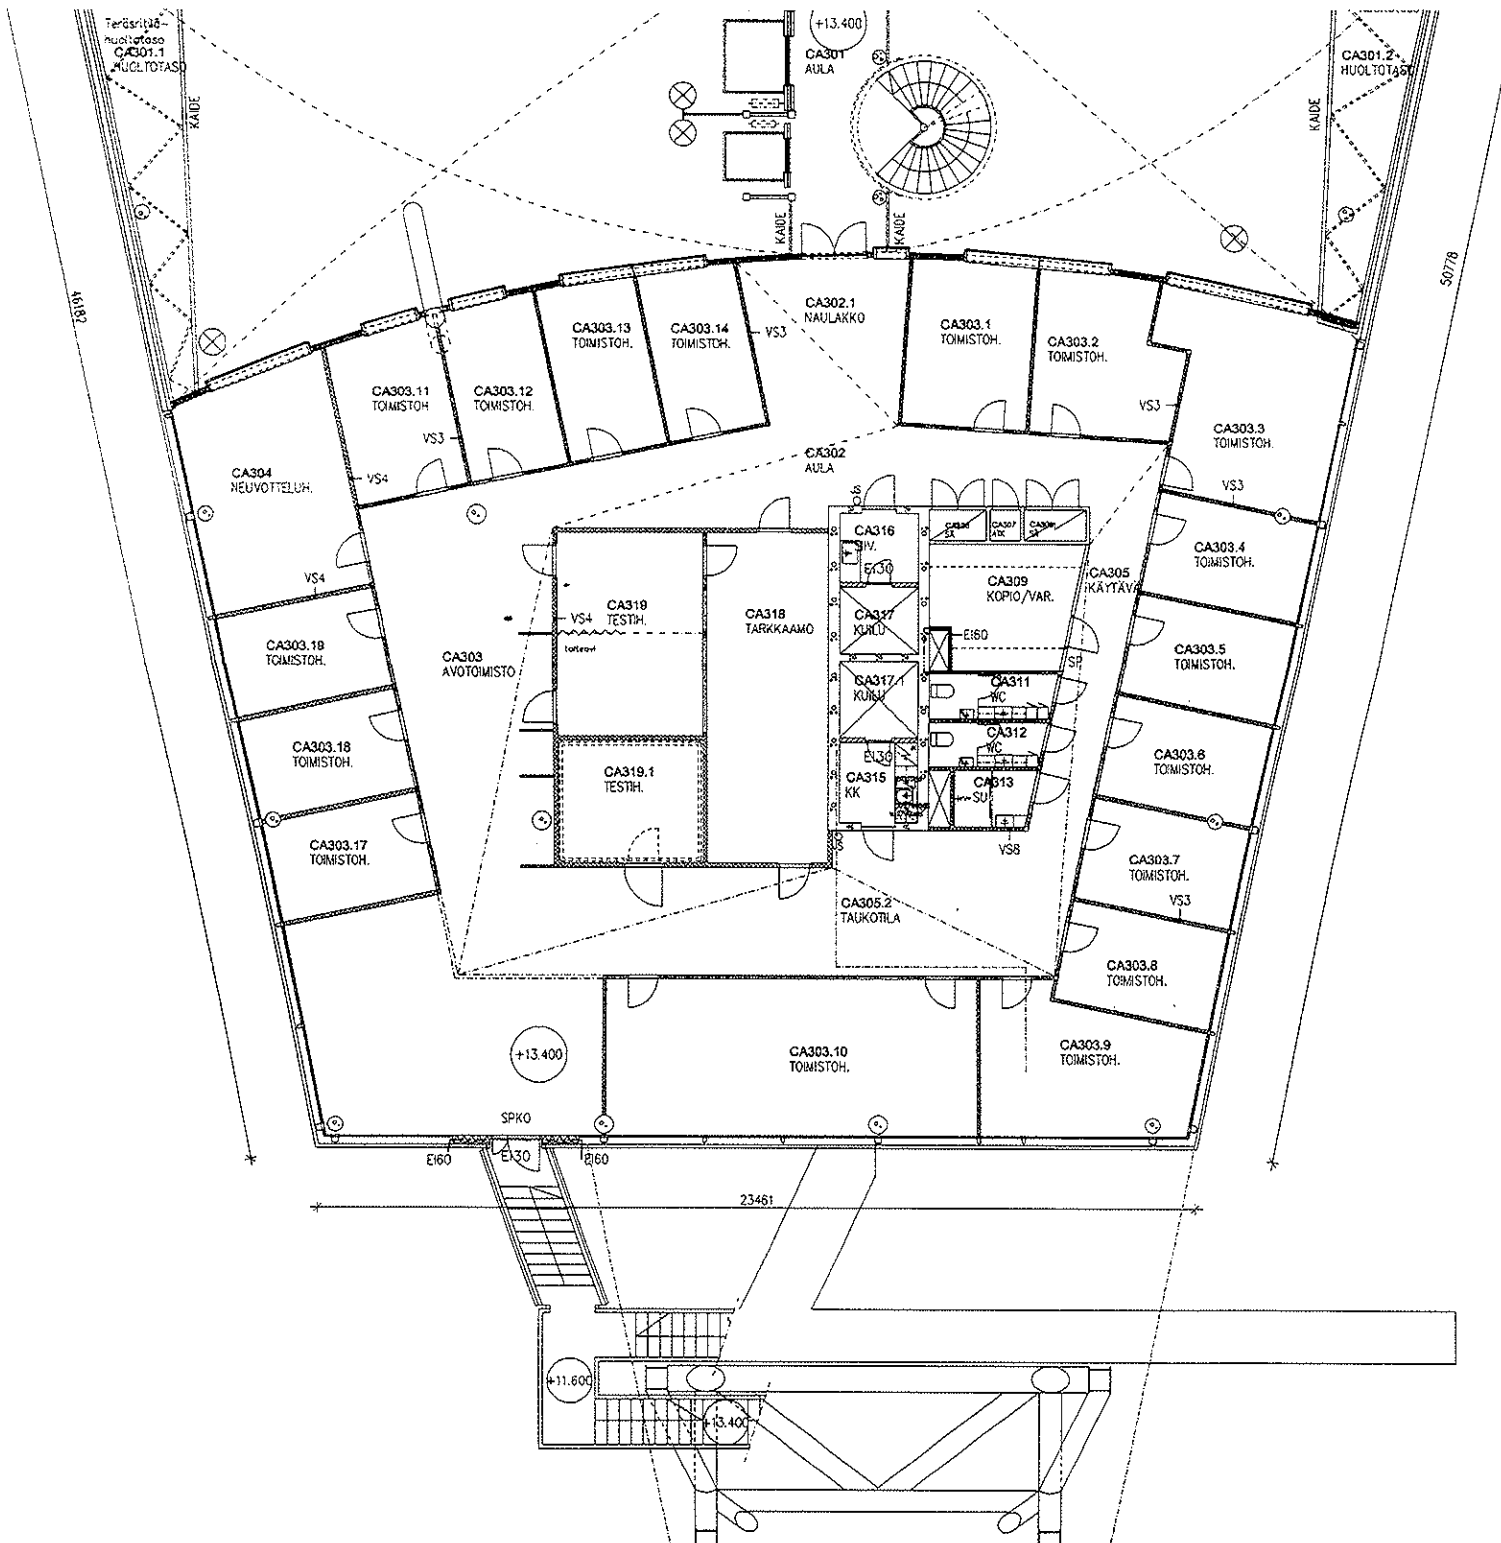 Teräsritilä-
huoltotaso
CA301.1
HUOLTOTASO
KAIDE
+13.400
CA301
AULA
CA301.2
HUOLTOTASO
KAIDE
KAIDE
KAIDE
46182
50778
CA302.1
NAULAKKO
VS3
CA303.13
TOIMISTOH.
CA303.14
TOIMISTOH.
CA303.1
TOIMISTOH.
CA303.2
TOIMISTOH.
CA303.11
TOIMISTOH
CA303.12
TOIMISTOH.
VS3
VS3
CA303.3
TOIMISTOH.
CA304
NEUVOTTELUH.
VS4
CA302
AULA
VS3
CA316
SIV.
EI30
CA307
ATK
CA303.4
TOIMISTOH.
VS4
CA319
TESTIH.
VS4
CA318
TARKKAAMO
CA317
KUILU
CA309
KOPIO/VAR.
CA305
KÄYTÄVÄ
EI60
CA303.19
TOIMISTOH.
CA303
AVOTOIMISTO
CA303.5
TOIMISTOH.
SP
CA317.1
KUILU
CA311
WC
CA312
WC
CA303.18
TOIMISTOH.
CA303.6
TOIMISTOH.
EI30
CA319.1
TESTIH.
CA315
KK
CA313
SU
CA303.17
TOIMISTOH.
VS8
CA303.7
TOIMISTOH.
VS3
CA305.2
TAUKOTILA
CA303.8
TOIMISTOH.
+13.400
CA303.10
TOIMISTOH.
CA303.9
TOIMISTOH.
SPKO
EI60
EI30
EI60
23461
+11.600
+13.400